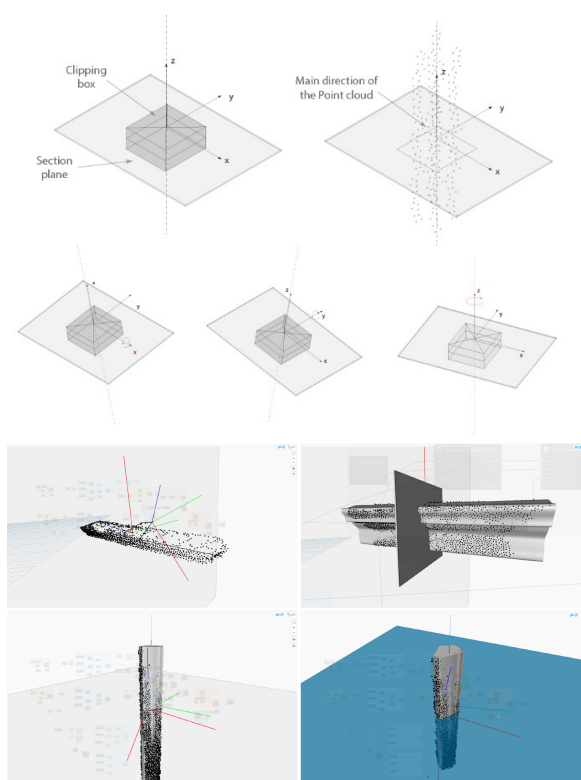 z
Clipping
box
y
x
Section
plane
Main direction of
the Point cloud
z
y
x
z
y
x
z
y
x
z
y
x